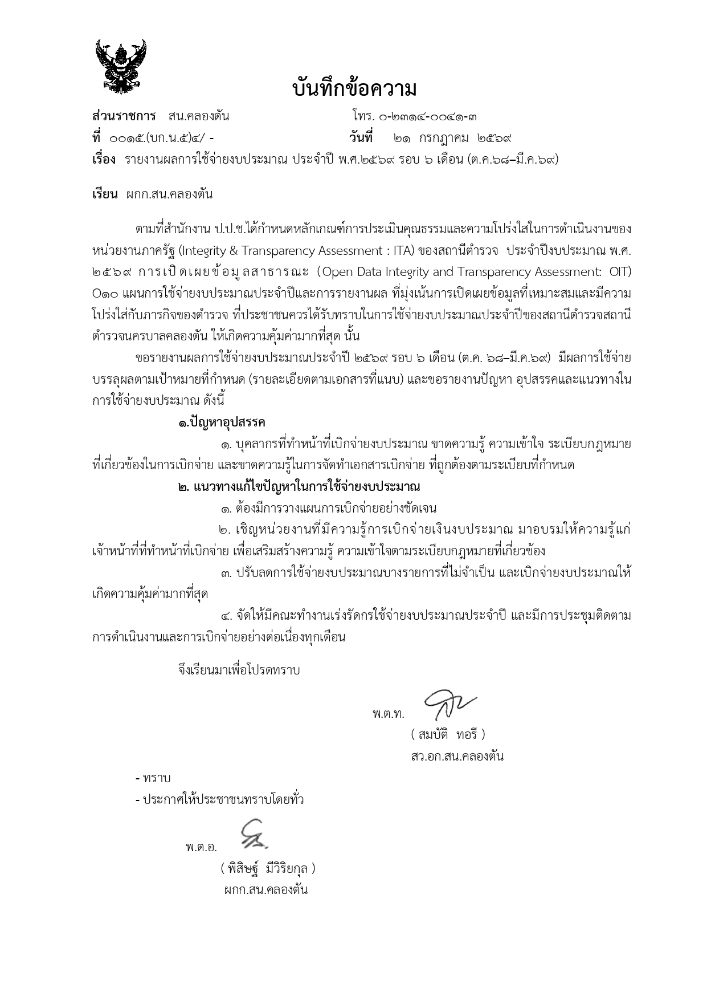 บันทึกข้อความ
ส่วนราชการ สน.คลองตัน โทร. ๐-๒๓๑๔-๐๐๔๑-๓
ที่ ๐๐๑๕.(บก.น.๕)๔/ - วันที่ ๒๑ กรกฎาคม ๒๕๖๙
เรื่อง รายงานผลการใช้จ่ายงบประมาณ ประจำปี พ.ศ.๒๕๖๙ รอบ ๖ เดือน (ต.ค.๖๘–มี.ค.๖๙)
เรียน ผกก.สน.คลองตัน
ตามที่สำนักงาน ป.ป.ช.ได้กำหนดหลักเกณฑ์การประเมินคุณธรรมและความโปร่งใสในการดำเนินงานของ
หน่วยงานภาครัฐ (Integrity & Transparency Assessment : ITA) ของสถานีตำรวจ ประจำปีงบประมาณ พ.ศ.
๒๕๖๙ การเปิดเผยข้อมูลสาธารณะ (Open Data Integrity and Transparency Assessment: OIT)
O๑๐ แผนการใช้จ่ายงบประมาณประจำปีและการรายงานผล ที่มุ่งเน้นการเปิดเผยข้อมูลที่เหมาะสมและมีความ
โปร่งใส่กับภารกิจของตำรวจ ที่ประชาชนควรได้รับทราบในการใช้จ่ายงบประมาณประจำปีของสถานีตำรวจสถานี
ตำรวจนครบาลคลองตัน ให้เกิดความคุ้มค่ามากที่สุด นั้น
ขอรายงานผลการใช้จ่ายงบประมาณประจำปี ๒๕๖๙ รอบ ๖ เดือน (ต.ค. ๖๘–มี.ค.๖๙) มีผลการใช้จ่าย
บรรลุผลตามเป้าหมายที่กำหนด (รายละเอียดตามเอกสารที่แนบ) และขอรายงานปัญหา อุปสรรคและแนวทางใน
การใช้จ่ายงบประมาณ ดังนี้
๑.ปัญหาอุปสรรค
๑. บุคลากรที่ทำหน้าที่เบิกจ่ายงบประมาณ ขาดความรู้ ความเข้าใจ ระเบียบกฎหมาย
ที่เกี่ยวข้องในการเบิกจ่าย และขาดความรู้ในการจัดทำเอกสารเบิกจ่าย ที่ถูกต้องตามระเบียบที่กำหนด
๒. แนวทางแก้ไขปัญหาในการใช้จ่ายงบประมาณ
๑. ต้องมีการวางแผนการเบิกจ่ายอย่างชัดเจน
๒. เชิญหน่วยงานที่มีความรู้การเบิกจ่ายเงินงบประมาณ มาอบรมให้ความรู้แก่
เจ้าหน้าที่ที่ทำหน้าที่เบิกจ่าย เพื่อเสริมสร้างความรู้ ความเข้าใจตามระเบียบกฎหมายที่เกี่ยวข้อง
๓. ปรับลดการใช้จ่ายงบประมาณบางรายการที่ไม่จำเป็น และเบิกจ่ายงบประมาณให้
เกิดความคุ้มค่ามากที่สุด
๔. จัดให้มีคณะทำงานเร่งรัดกรใช้จ่ายงบประมาณประจำปี และมีการประชุมติดตาม
การดำเนินงานและการเบิกจ่ายอย่างต่อเนื่องทุกเดือน
จึงเรียนมาเพื่อโปรดทราบ
พ.ต.ท.
( สมบัติ ทอรี )
สว.อก.สน.คลองตัน
- ทราบ
- ประกาศให้ประชาชนทราบโดยทั่ว
พ.ต.อ.
( พิสิษฐ์ มีวิริยกุล )
ผกก.สน.คลองตัน